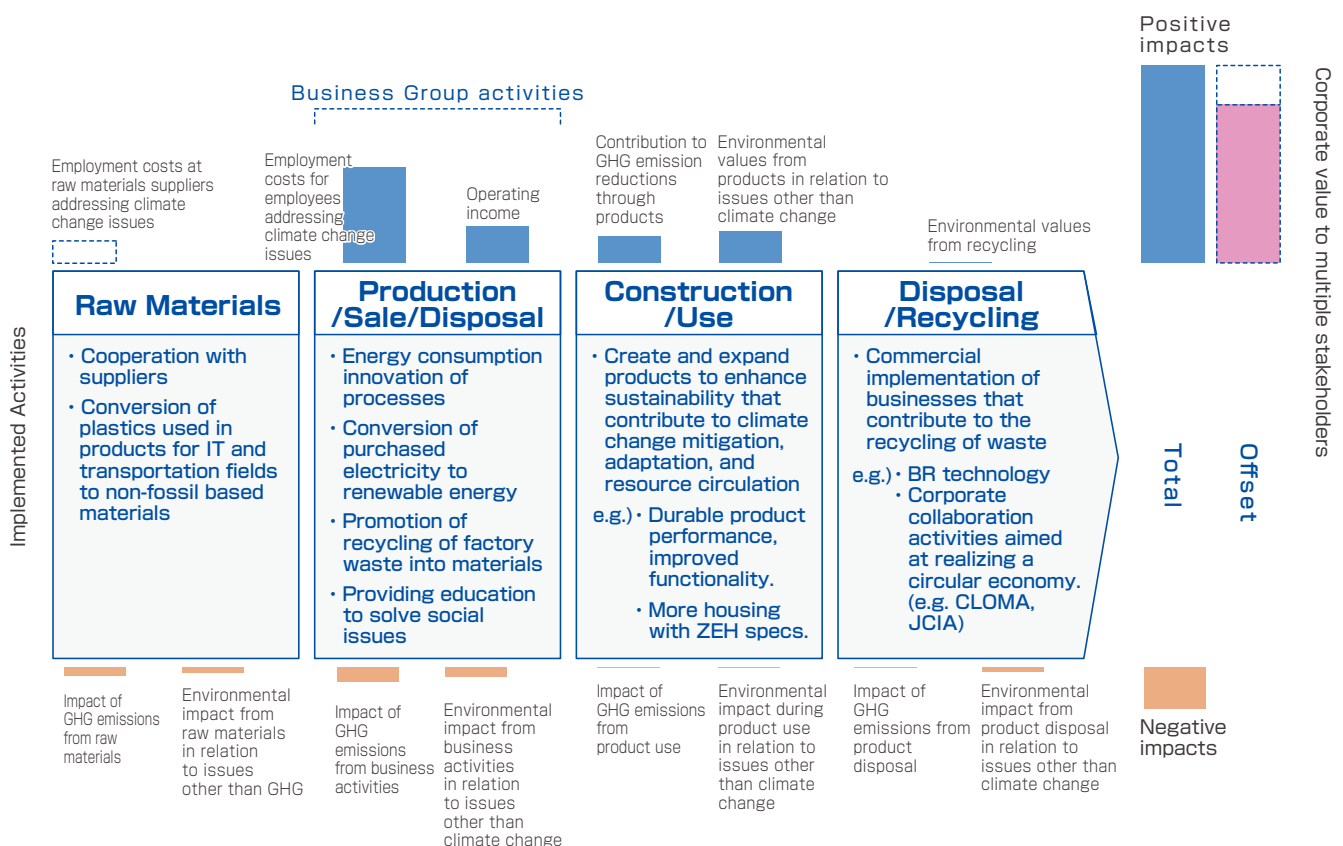 Positive
impacts
Business Group activities
Employment costs at
raw materials suppliers
addressing climate
change issues
Employment
costs for
employees
addressing
climate change
issues
Operating
income
Contribution to
GHG emission
reductions
through
products
Environmental
values from
products in relation to
issues other than
climate change
Environmental values
from recycling
Corporate value to multiple stakeholders
Implemented Activities
Raw Materials
・Cooperation with
suppliers
・Conversion of
plastics used in
products for IT and
transportation fields
to non-fossil based
materials
Production
/Sale/Disposal
・Energy consumption
innovation of
processes
・Conversion of
purchased
electricity to
renewable energy
・Promotion of
recycling of factory
waste into materials
・Providing education
to solve social
issues
Construction
/Use
・Create and expand
products to enhance
sustainability that
contribute to climate
change mitigation,
adaptation, and
resource circulation
e.g.)・Durable product
performance,
improved
functionality.
・More housing
with ZEH specs.
Disposal
/Recycling
・Commercial
implementation of
businesses that
contribute to the
recycling of waste
e.g.)・BR technology
・Corporate
collaboration
activities aimed
at realizing a
circular economy.
(e.g. CLOMA,
JCIA)
Total
Offset
Impact of
GHG emissions
from raw
materials
Environmental
impact from
raw materials
in relation
to issues
other than GHG
Impact of
GHG
emissions
from business
activities
Environmental
impact from
business
activities
in relation
to issues
other than
climate change
Impact of
GHG emissions
from
product use
Environmental
impact during
product use
in relation to
issues other
than climate
change
Impact of
GHG
emissions from
product
disposal
Environmental
impact from
product disposal
in relation to
issues other than
climate change
Negative
impacts